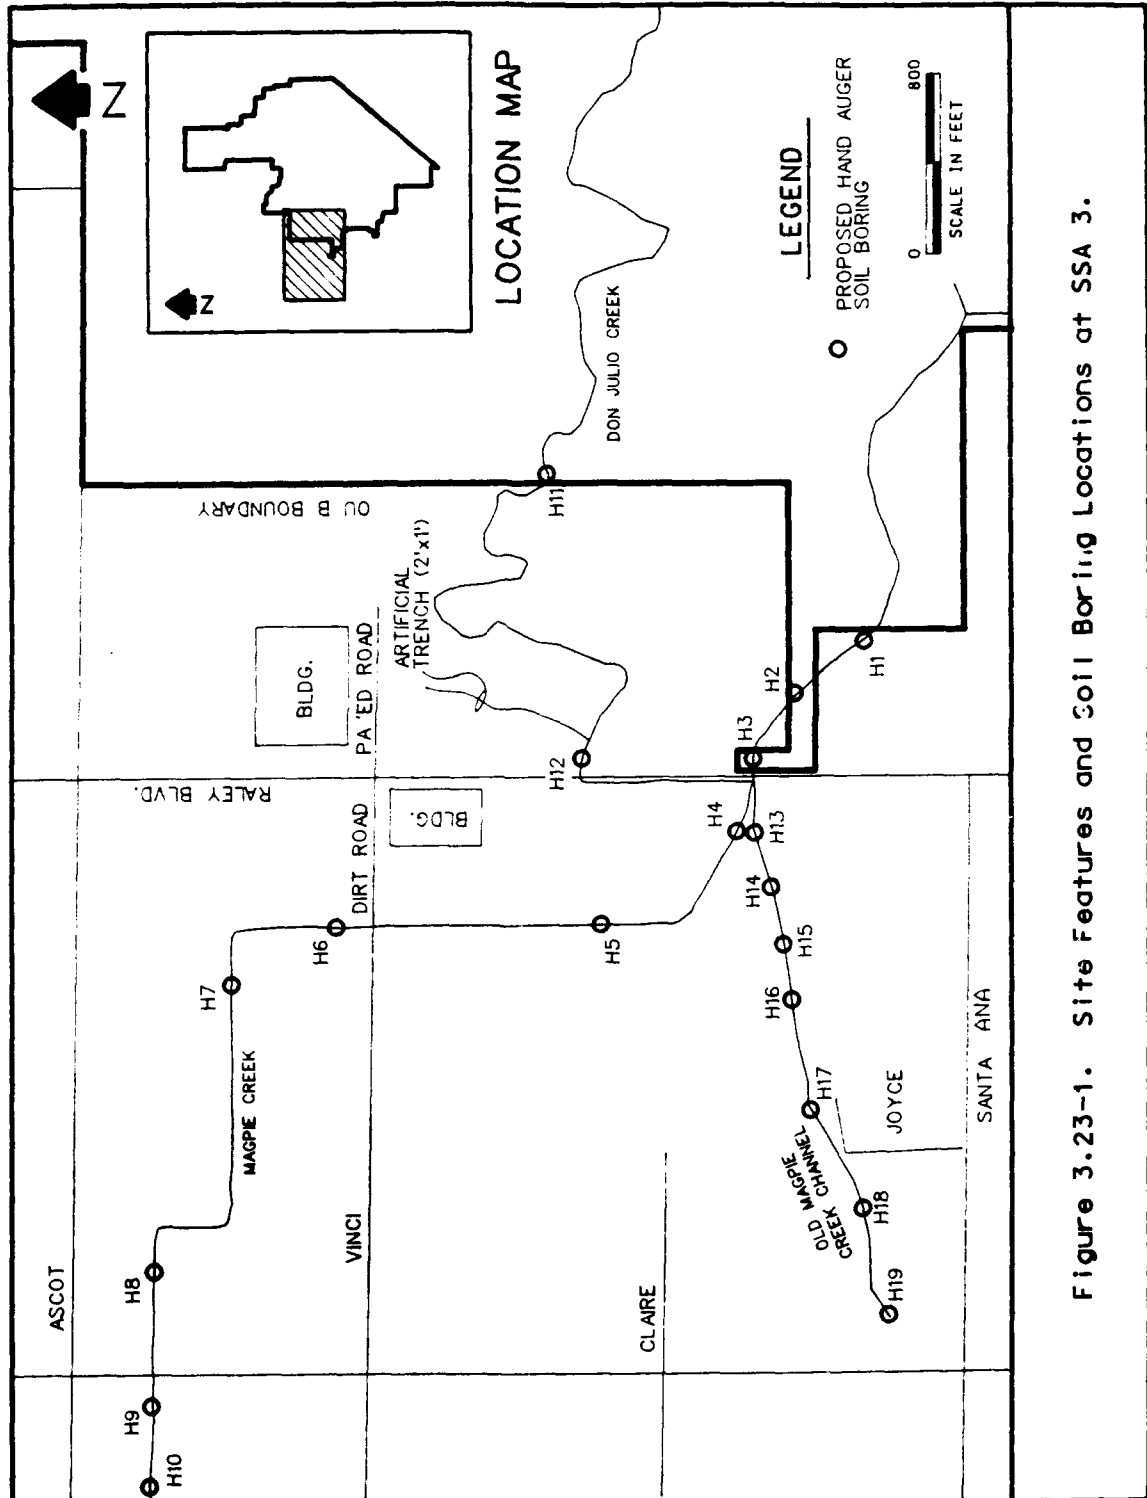 N
N
LOCATION MAP
LEGEND
PROPOSED HAND AUGER
SOIL BORING
0
800
SCALE IN FEET
DON JULIO CREEK
OU B BOUNDARY
ARTIFICIAL
TRENCH (2'x1')
BLDG.
PA'ED ROAD
RALEY BLVD.
BLDG.
DIRT ROAD
ASCOT
MAGPIE CREEK
VINCI
CLAIRE
OLD MAGPIE
CREEK CHANNEL
JOYCE
SANTA ANA
H1
H2
H3
H4
H5
H6
H7
H8
H9
H10
H11
H12
H13
H14
H15
H16
H17
H18
H19
Figure 3.23-1. Site Features and Soil Boring Locations at SSA 3.